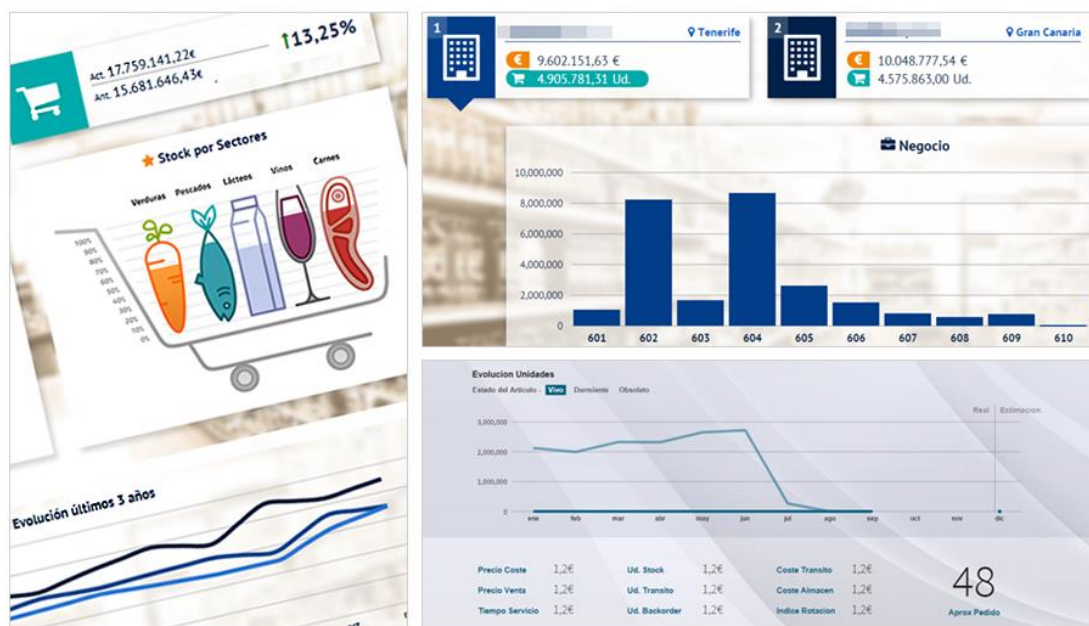 Act. 17.759.141,22€
Ant. 15.681.646,43€
13,25%
Stock por Sectores
Verduras Pescados Lácteos Vinos Carnes
100%
90%
80%
70%
60%
50%
40%
30%
20%
10%
0%
Evolución últimos 3 años
1
Tenerife
€ 9.602.151,63 €
4.905.781,31 Ud.
2
Gran Canaria
€ 10.048.777,54 €
4.575.863,00 Ud.
Negocio
10,000,000
8,000,000
6,000,000
4,000,000
2,000,000
0
601 602 603 604 605 606 607 608 609 610
Evolucion Unidades
Estado del Articulo - Vivo Durmiente Obsoleto
Real Estimacion
3,000,000
2,000,000
1,000,000
0
ene feb mar abr may jun jul ago sep oct nov dic
Precio Coste 1,2€ Ud. Stock 1,2€ Coste Transito 1,2€
Precio Venta 1,2€ Ud. Transito 1,2€ Coste Almacen 1,2€
Tiempo Servicio 1,2€ Ud. Backorder 1,2€ Indice Rotacion 1,2€
48
Aprox Pedido